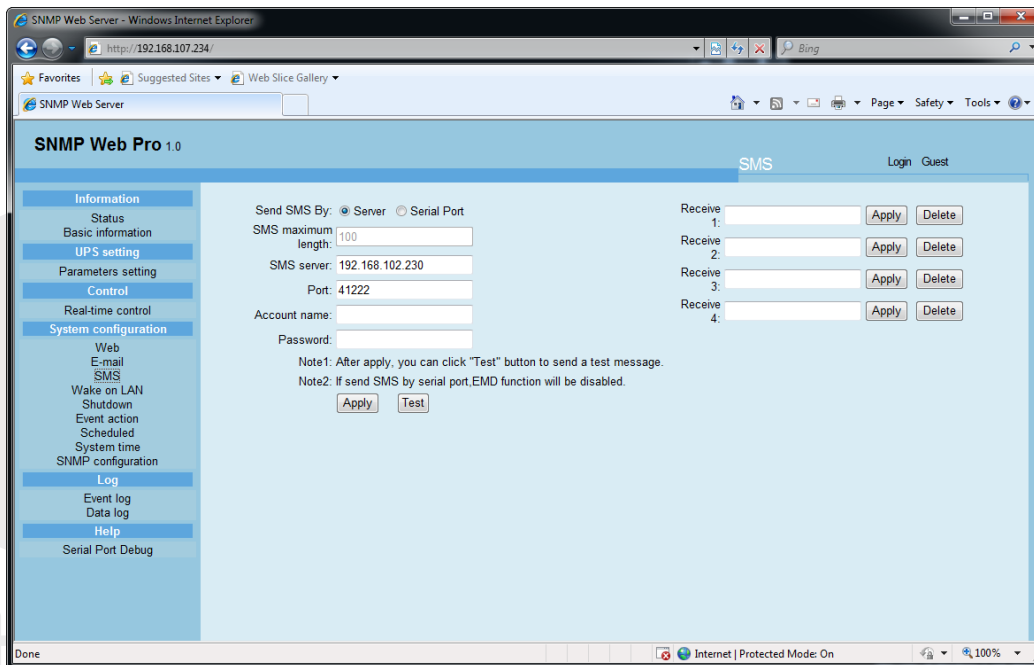 SNMP Web Server - Windows Internet Explorer
http://192.168.107.234/
Bing
Favorites Suggested Sites Web Slice Gallery
SNMP Web Server
Page Safety Tools
SNMP Web Pro 1.0
SMS
Login Guest
Information
Status
Basic information
UPS setting
Parameters setting
Control
Real-time control
System configuration
Web
E-mail
SMS
Wake on LAN
Shutdown
Event action
Scheduled
System time
SNMP configuration
Log
Event log
Data log
Help
Serial Port Debug
Send SMS By: Server Serial Port
SMS maximum length: 100
SMS server: 192.168.102.230
Port: 41222
Account name:
Password:
Note1: After apply, you can click "Test" button to send a test message.
Note2: If send SMS by serial port,EMD function will be disabled.
Apply Test
Receive 1: Apply Delete
Receive 2: Apply Delete
Receive 3: Apply Delete
Receive 4: Apply Delete
Done
Internet | Protected Mode: On
100%